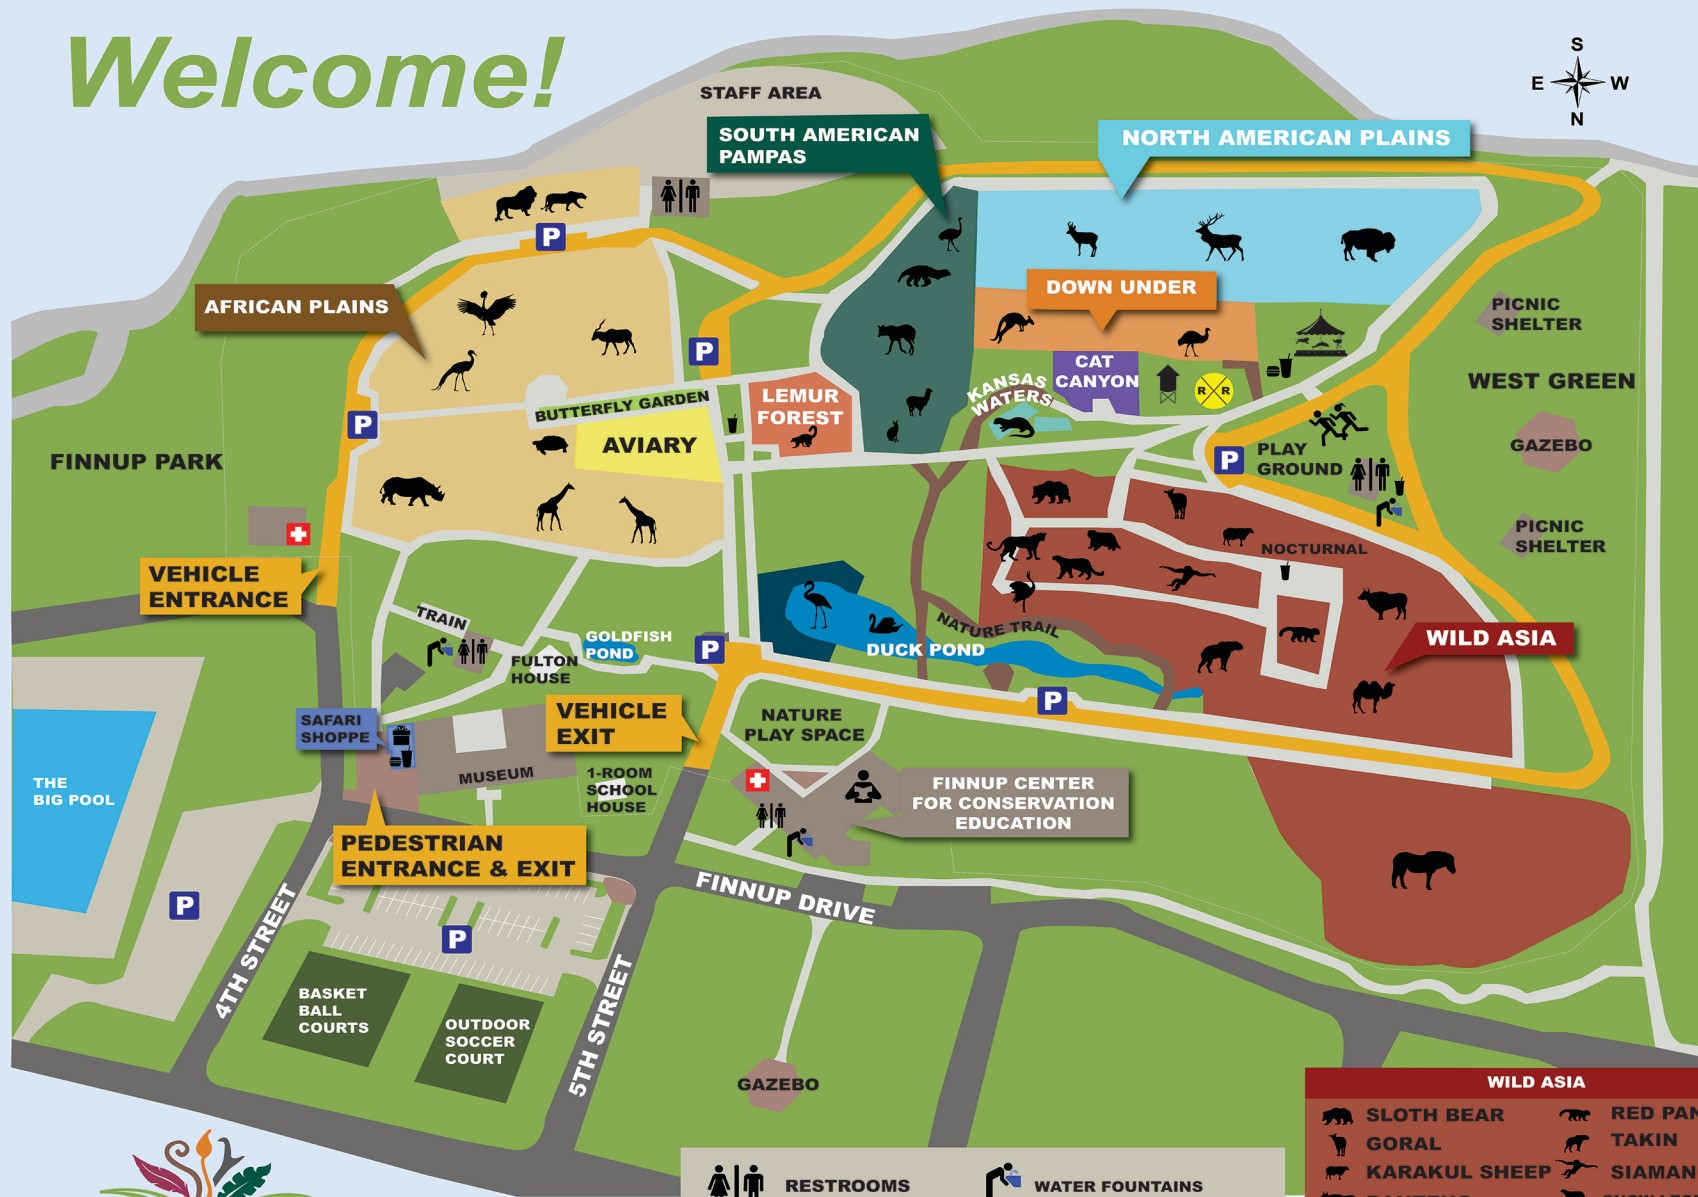 Welcome!
S
E W
N
STAFF AREA
SOUTH AMERICAN
PAMPAS
NORTH AMERICAN PLAINS
P
AFRICAN PLAINS
DOWN UNDER
PICNIC
SHELTER
P
CAT
CANYON
KANSAS
WATERS
R R
WEST GREEN
LEMUR
FOREST
BUTTERFLY GARDEN
P
AVIARY
PLAY
GROUND
P
GAZEBO
FINNUP PARK
PICNIC
SHELTER
NOCTURNAL
VEHICLE
ENTRANCE
TRAIN
GOLDFISH
POND
P
NATURE TRAIL
DUCK POND
WILD ASIA
FULTON
HOUSE
P
SAFARI
SHOPPE
VEHICLE
EXIT
NATURE
PLAY SPACE
MUSEUM
1-ROOM
SCHOOL
HOUSE
THE
BIG POOL
FINNUP CENTER
FOR CONSERVATION
EDUCATION
PEDESTRIAN
ENTRANCE & EXIT
FINNUP DRIVE
P
P
4TH STREET
5TH STREET
BASKET
BALL
COURTS
OUTDOOR
SOCCER
COURT
GAZEBO
WILD ASIA
SLOTH BEAR
RED PAN
GORAL
TAKIN
KARAKUL SHEEP
SIAMAN
RESTROOMS
WATER FOUNTAINS